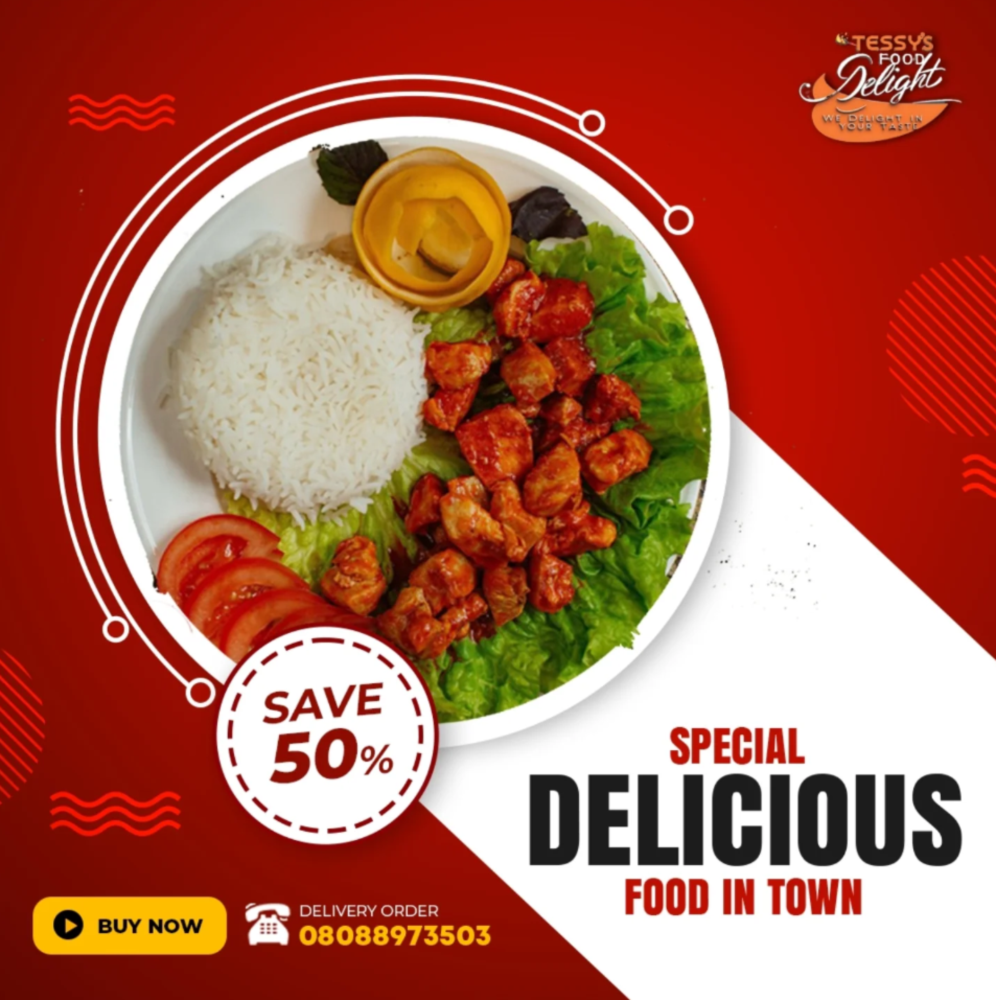 TESSY'S
FOOD
Delight
WE DELIGHT IN
YOUR TASTE
SAVE
50%
SPECIAL
DELICIOUS
FOOD IN TOWN
BUY NOW
DELIVERY ORDER
08088973503